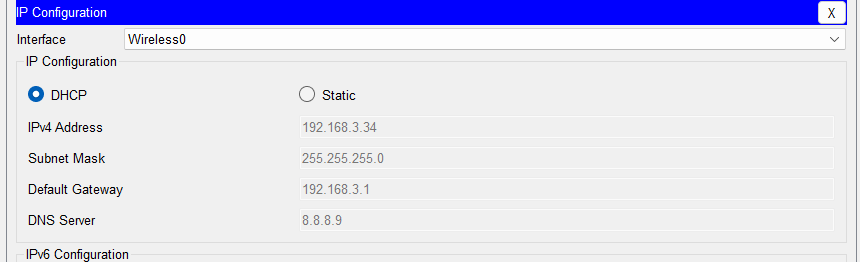 IP Configuration X
Interface Wireless0
IP Configuration
DHCP Static
IPv4 Address 192.168.3.34
Subnet Mask 255.255.255.0
Default Gateway 192.168.3.1
DNS Server 8.8.8.9
IPv6 Configuration